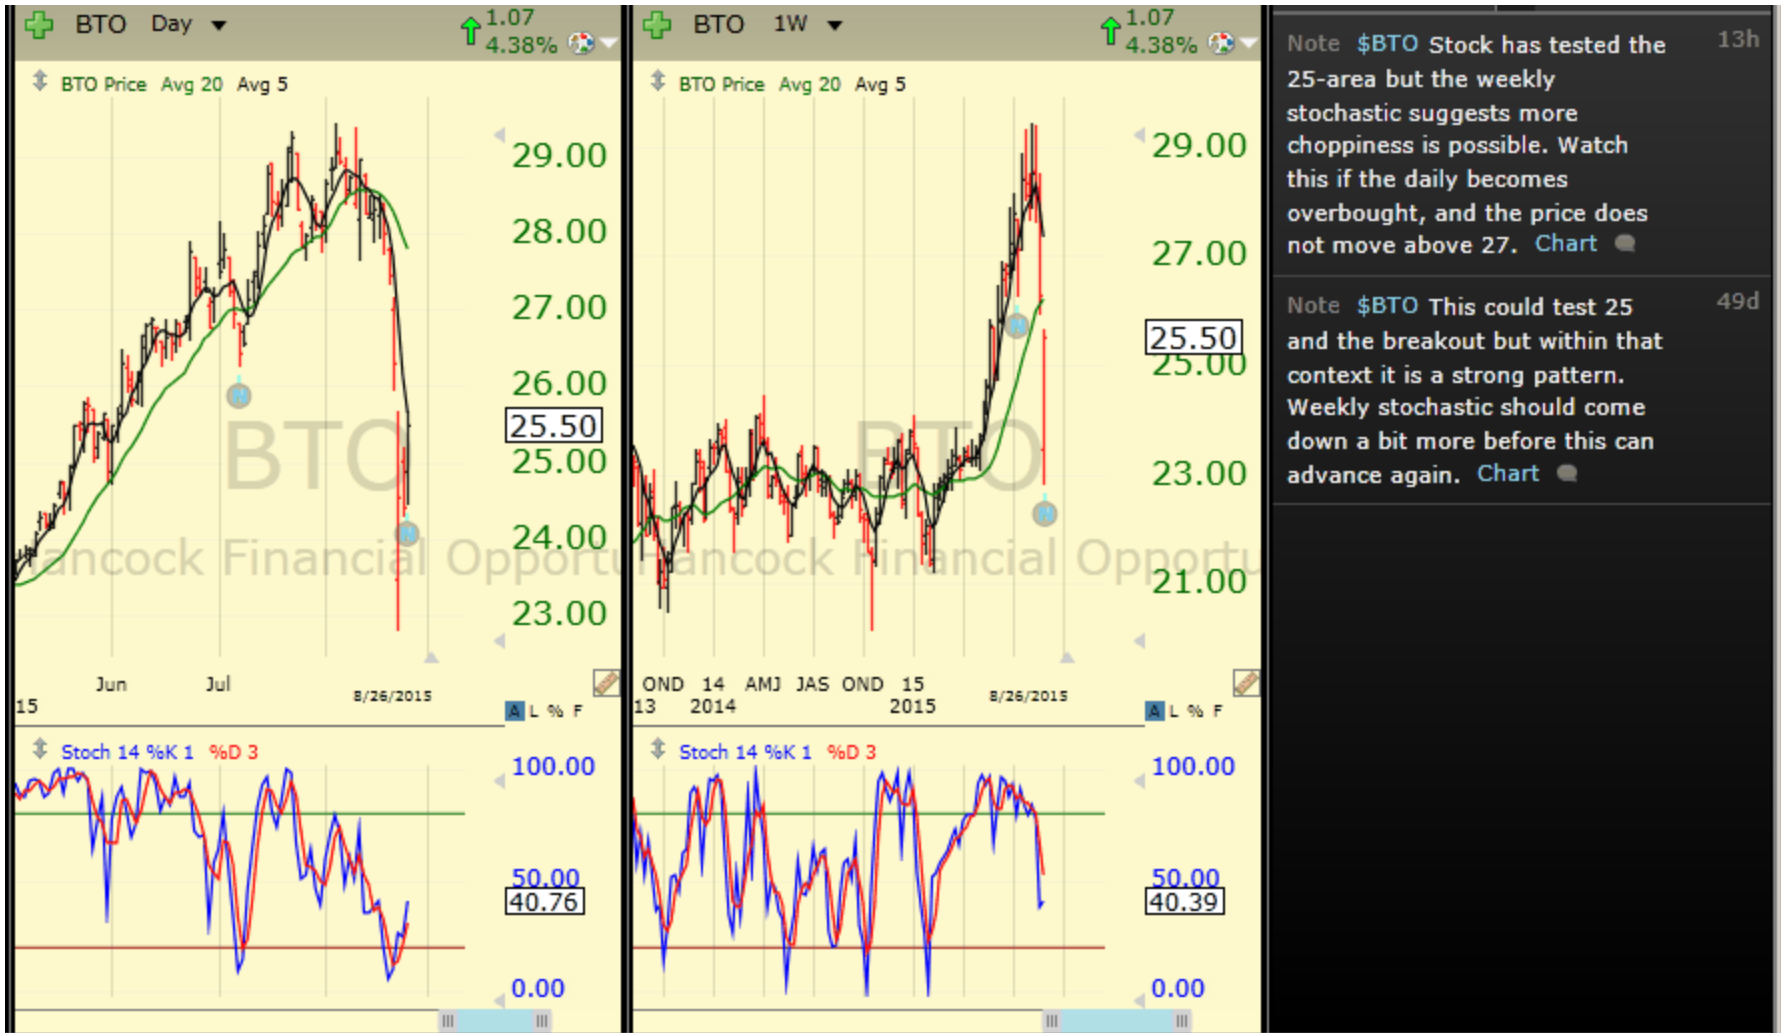 BTO Day
1.07
4.38%
BTO Price Avg 20 Avg 5
29.00
28.00
27.00
26.00
25.50
25.00
24.00
23.00
N
N
BTO
ancock Financial Opportu
Jun Jul 8/26/2015
15
A L % F
Stoch 14 %K 1 %D 3
100.00
50.00
40.76
0.00
BTO 1W
1.07
4.38%
BTO Price Avg 20 Avg 5
29.00
27.00
25.50
25.00
23.00
21.00
N
N
BTO
Hancock Financial Opportu
OND 14 AMJ JAS OND 15 8/26/2015
13 2014 2015
A L % F
Stoch 14 %K 1 %D 3
100.00
50.00
40.39
0.00
Note $BTO Stock has tested the 13h
25-area but the weekly
stochastic suggests more
choppiness is possible. Watch
this if the daily becomes
overbought, and the price does
not move above 27. Chart
Note $BTO This could test 25 49d
and the breakout but within that
context it is a strong pattern.
Weekly stochastic should come
down a bit more before this can
advance again. Chart